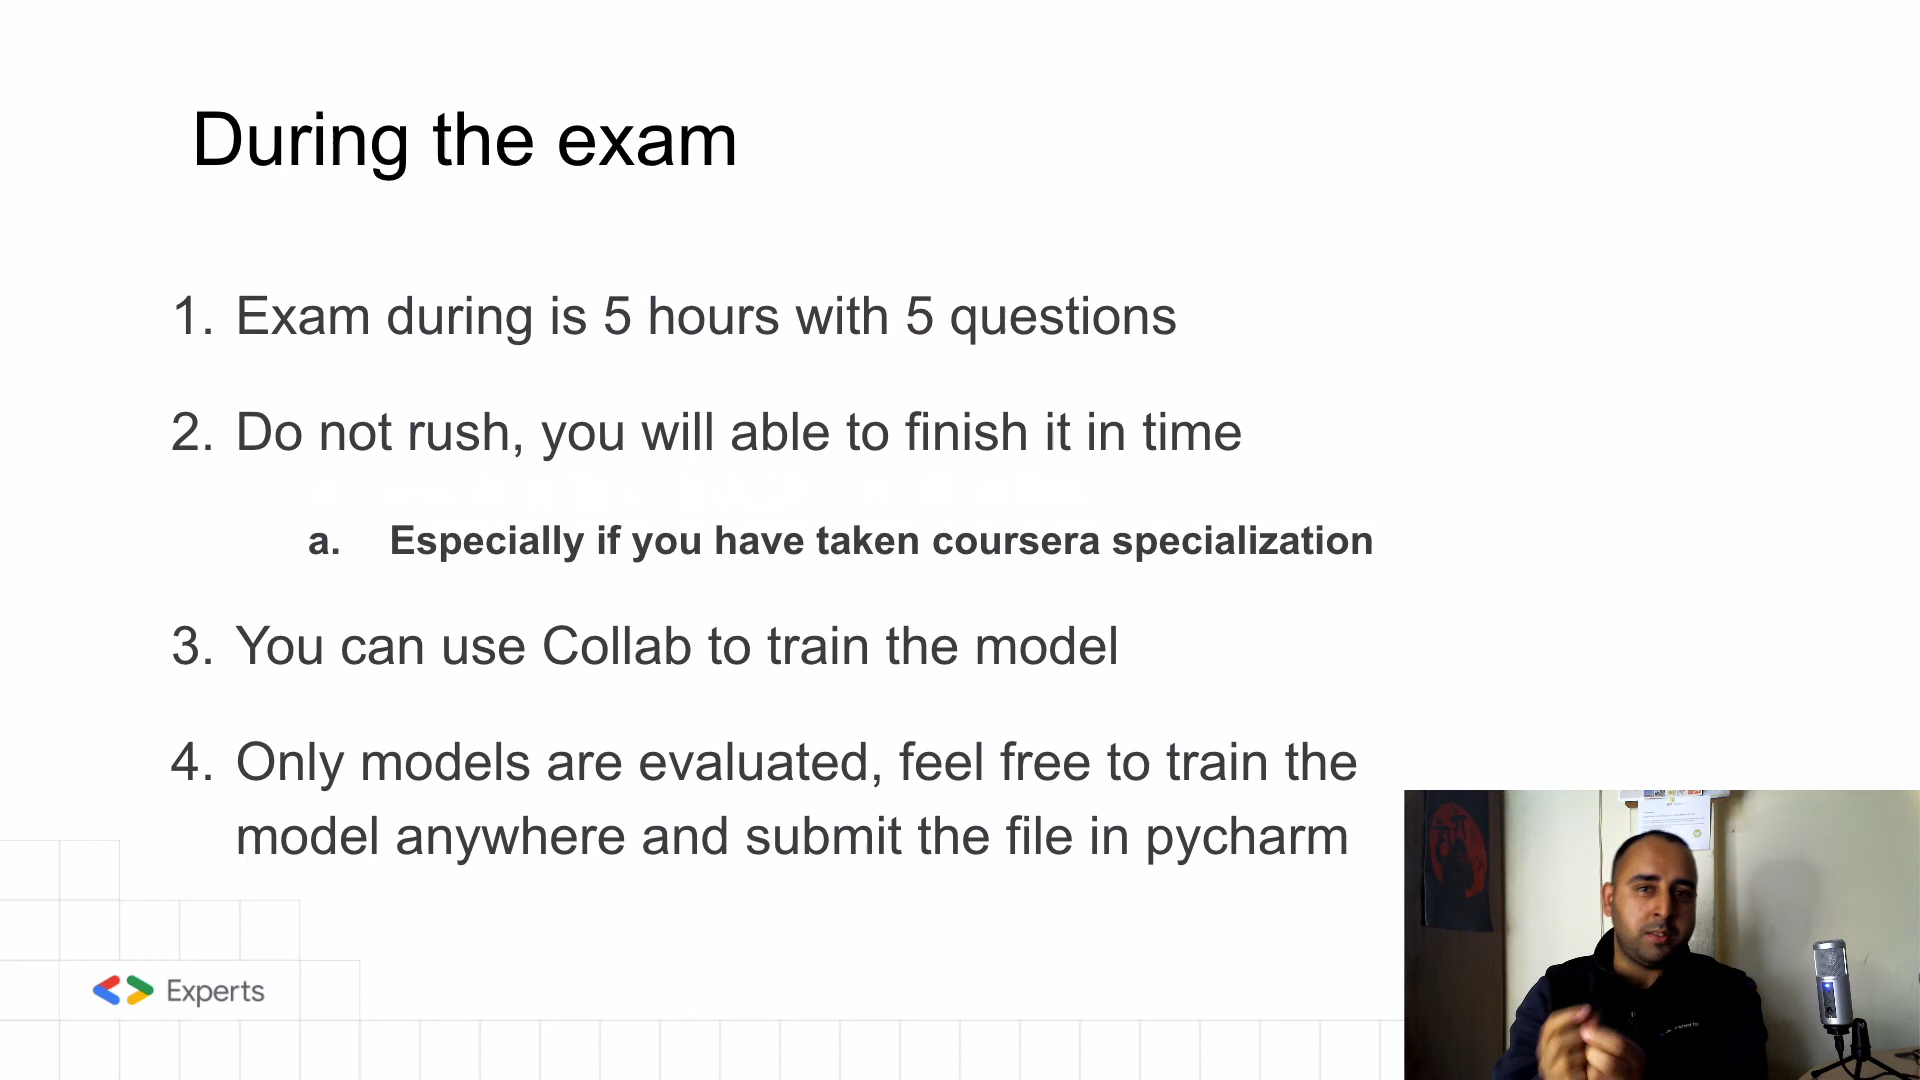 During the exam
1. Exam during is 5 hours with 5 questions
2. Do not rush, you will able to finish it in time
a. Especially if you have taken coursera specialization
3. You can use Collab to train the model
4. Only models are evaluated, feel free to train the
model anywhere and submit the file in pycharm
Experts